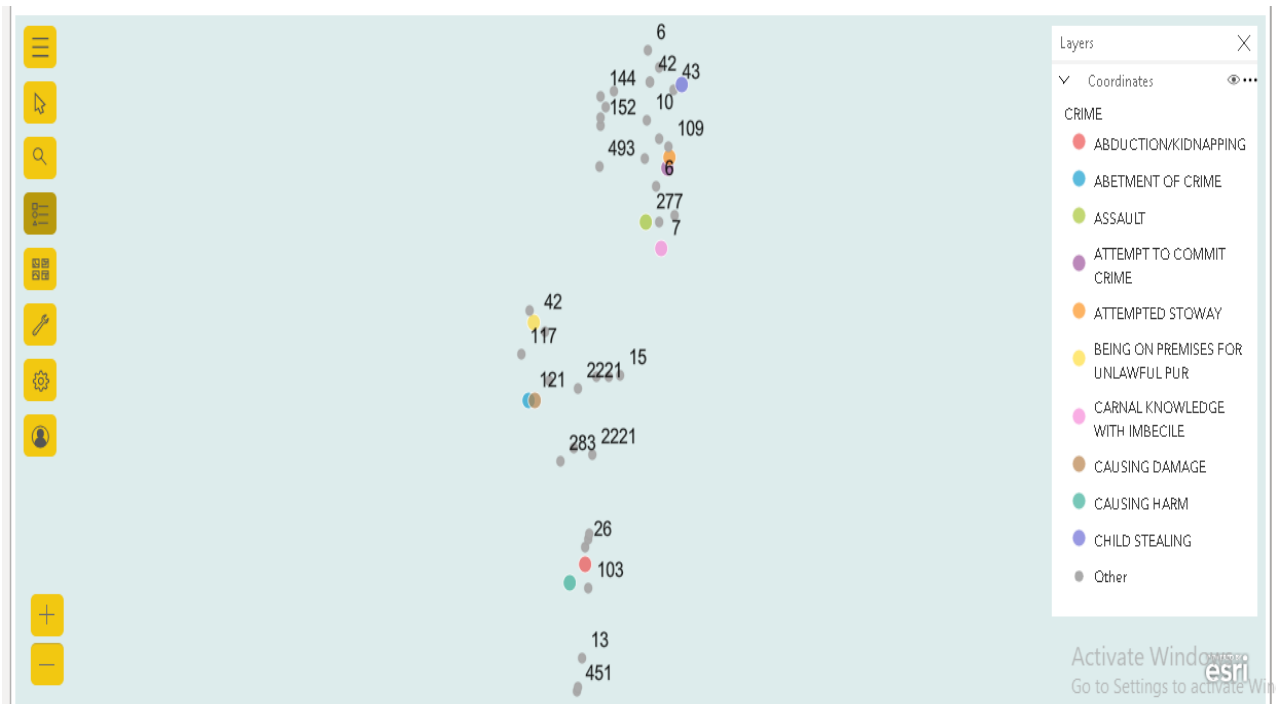 6
42
43
144
10
152
109
493
6
277
7
42
117
15
2221
121
2221
283
26
103
13
451
Layers
Coordinates
CRIME
ABDUCTION/KIDNAPPING
ABETMENT OF CRIME
ASSAULT
ATTEMPT TO COMMIT
CRIME
ATTEMPTED STOWAY
BEING ON PREMISES FOR
UNLAWFUL PUR
CARNAL KNOWLEDGE
WITH IMBECILE
CAUSING DAMAGE
CAUSING HARM
CHILD STEALING
Other
Activate Windows
esri
Go to Settings to activate Win